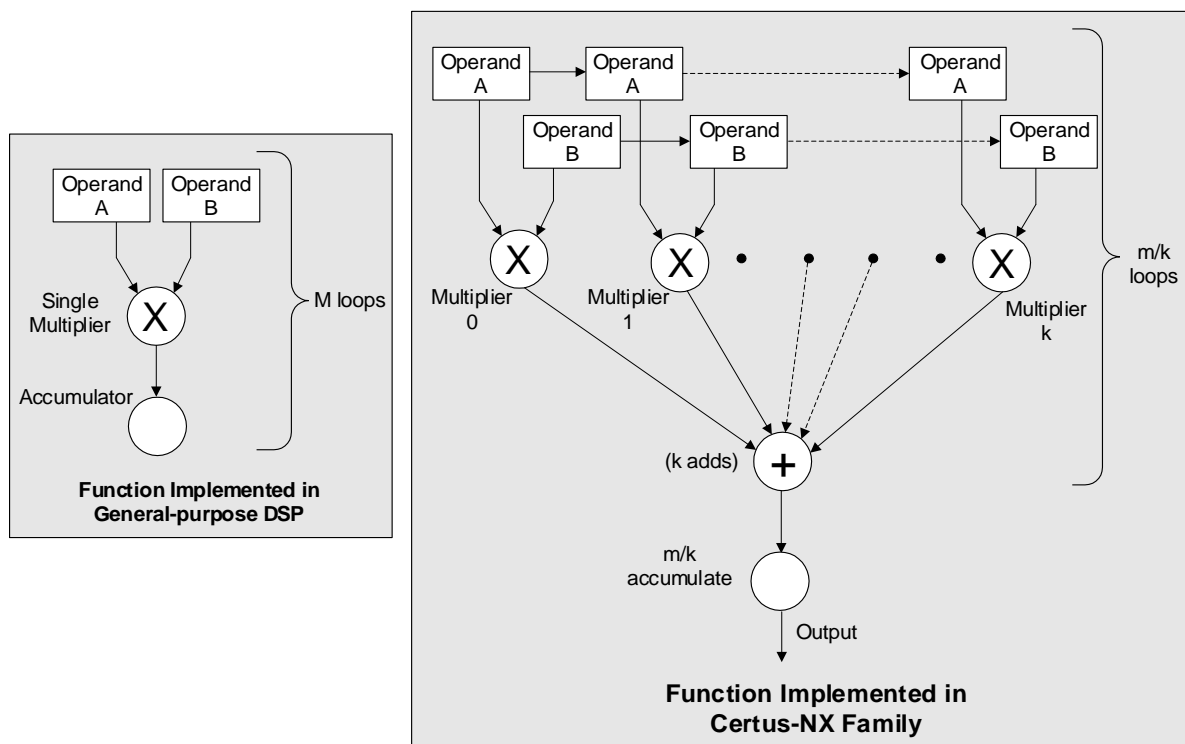 Operand
A
Operand
B
Single
Multiplier
X
M loops
Accumulator
Function Implemented in
General-purpose DSP
Operand
A
Operand
A
Operand
A
Operand
B
Operand
B
Operand
B
X
X
X
Multiplier
0
Multiplier
1
Multiplier
k
m/k
loops
(k adds)
+
m/k
accumulate
Output
Function Implemented in
Certus-NX Family